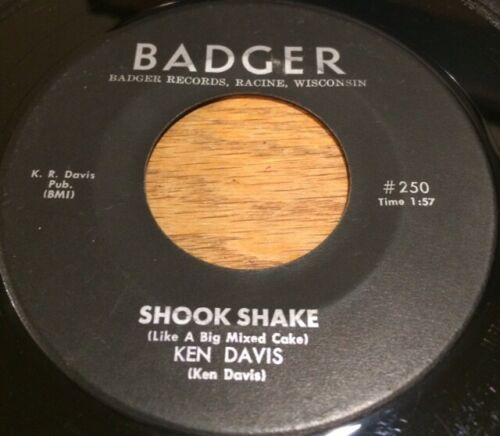 BADGER
BADGER RECORDS, RACINE, WISCONSIN
K. R. Davis
Pub.
(BMI)
#250
Time 1:57
SHOOK SHAKE
(Like A Big Mixed Cake)
KEN DAVIS
(Ken Davis)